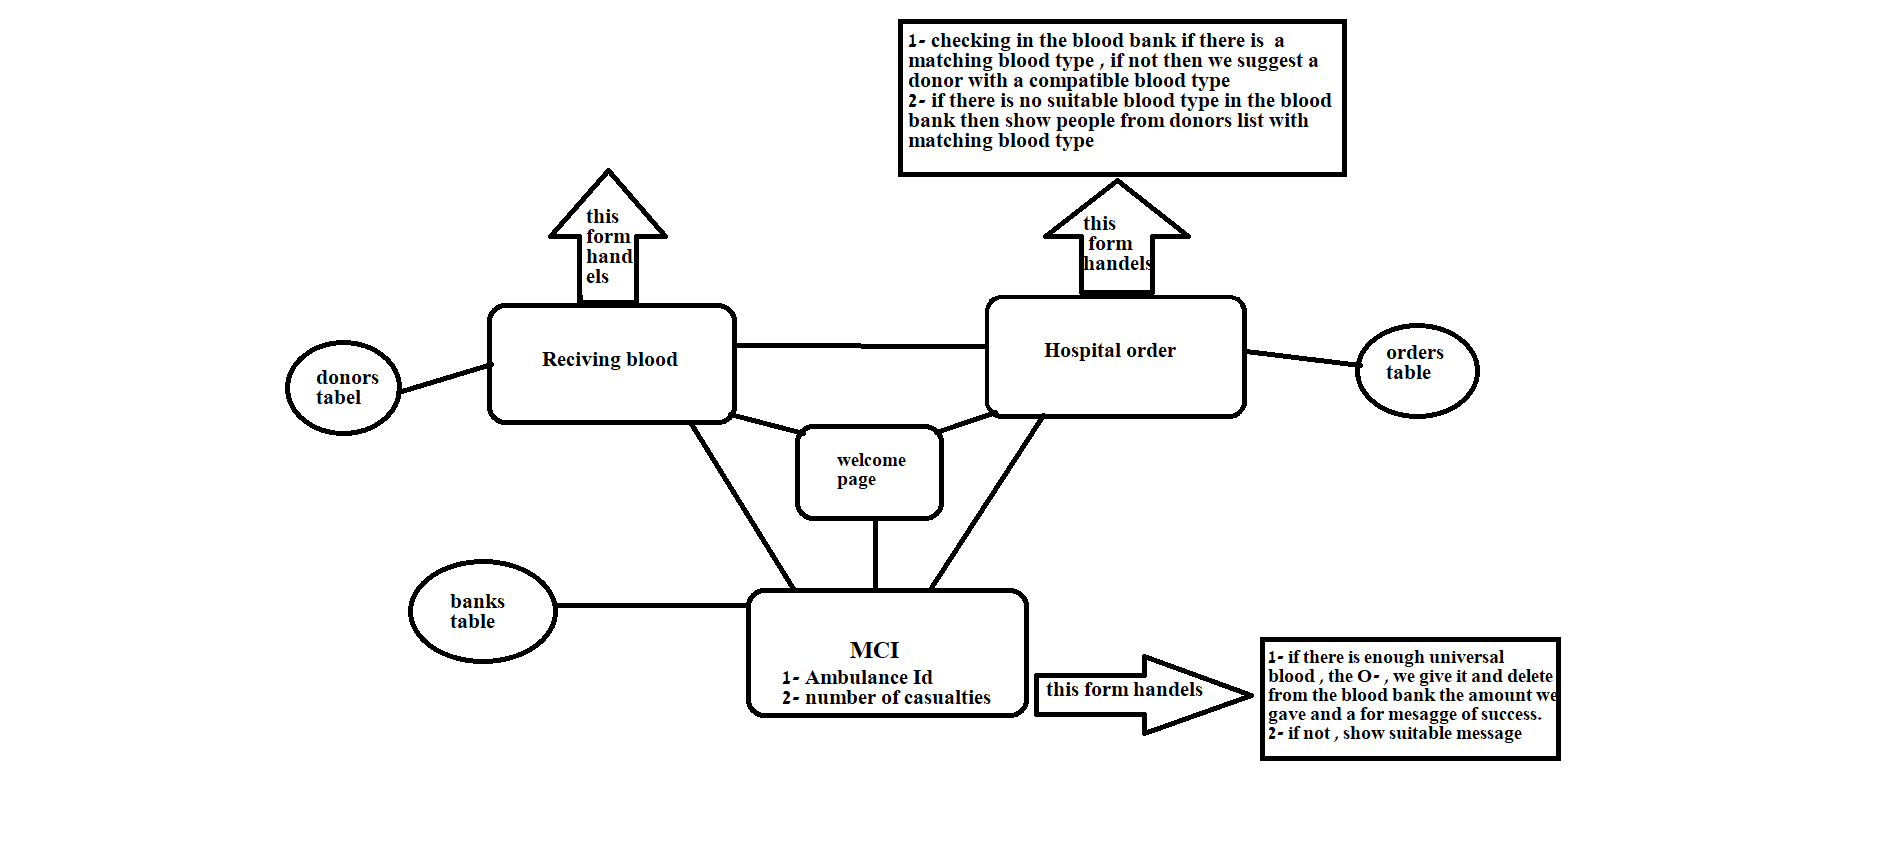 1- checking in the blood bank if there is a
matching blood type , if not then we suggest a
donor with a compatible blood type
2- if there is no suitable blood type in the blood
bank then show people from donors list with
matching blood type
this
form
hand
els
this
form
handels
Reciving blood
Hospital order
donors
tabel
orders
table
welcome
page
banks
table
MCI
1- Ambulance Id
2- number of casualties
this form handels
1- if there is enough universal
blood , the O- , we give it and delete
from the blood bank the amount we
gave and a for mesagge of success.
2- if not , show suitable message